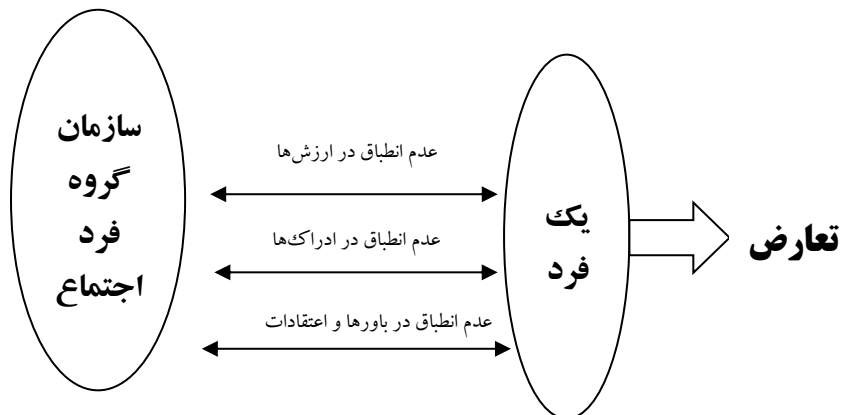 سازمان
گروه
فرد
اجتماع
عدم انطباق در ارزش‌ها
عدم انطباق در ادراک‌ها
عدم انطباق در باورها و اعتقادات
یک
فرد
تعارض